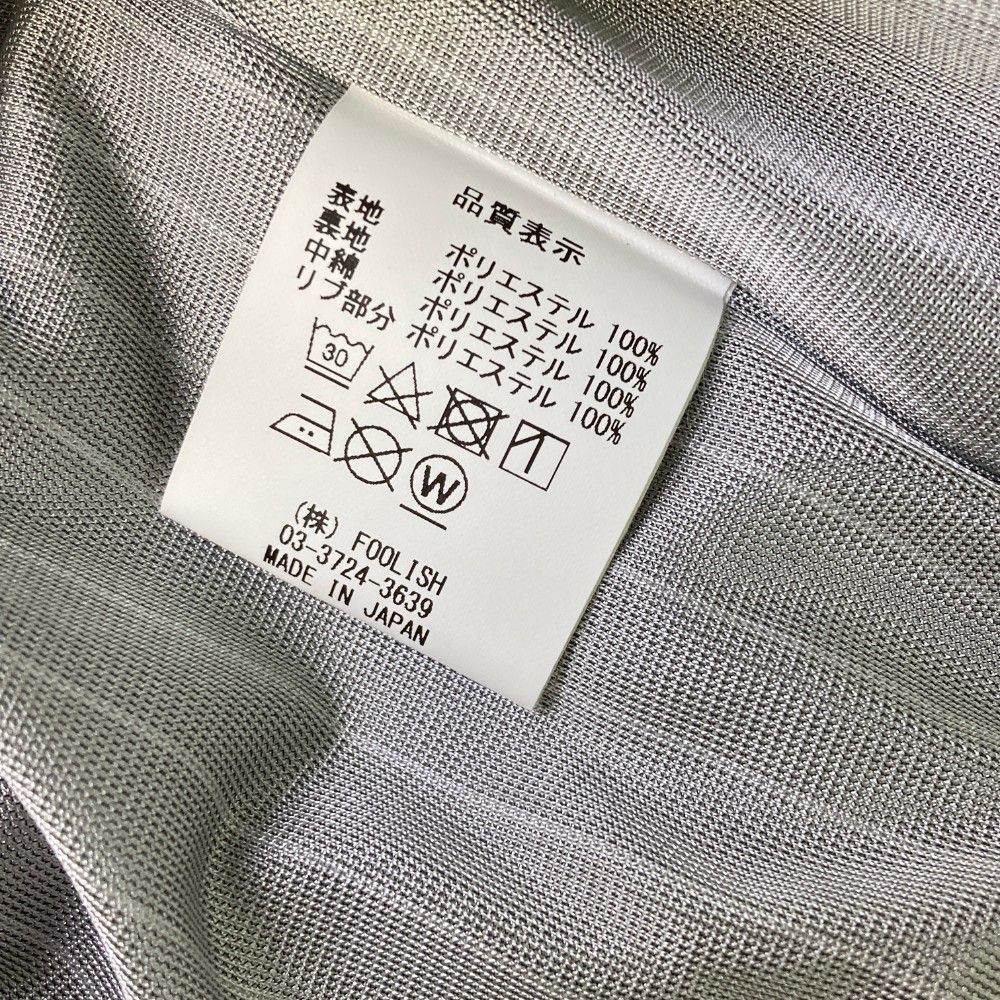 品質表示
表地 ポリエステル 100%
裏地 ポリエステル 100%
中綿 ポリエステル 100%
リブ部分 ポリエステル 100%
30
W
(株) FOOLISH
03-3724-3639
MADE IN JAPAN